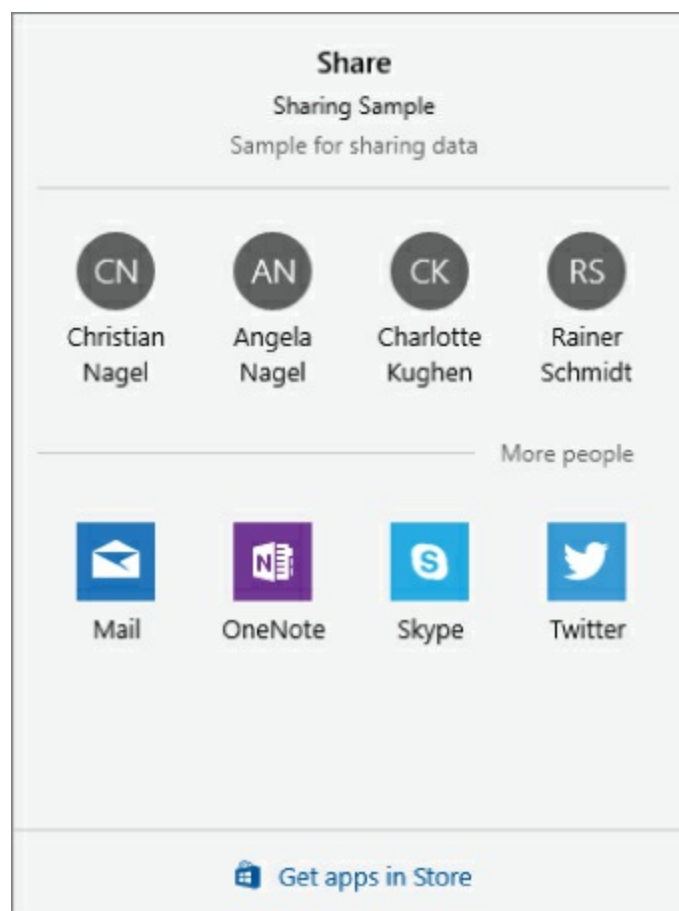 Share
Sharing Sample
Sample for sharing data
CN AN CK RS
Christian Angela Charlotte Rainer
Nagel Nagel Kughen Schmidt
More people
N S
Mail OneNote Skype Twitter
Get apps in Store